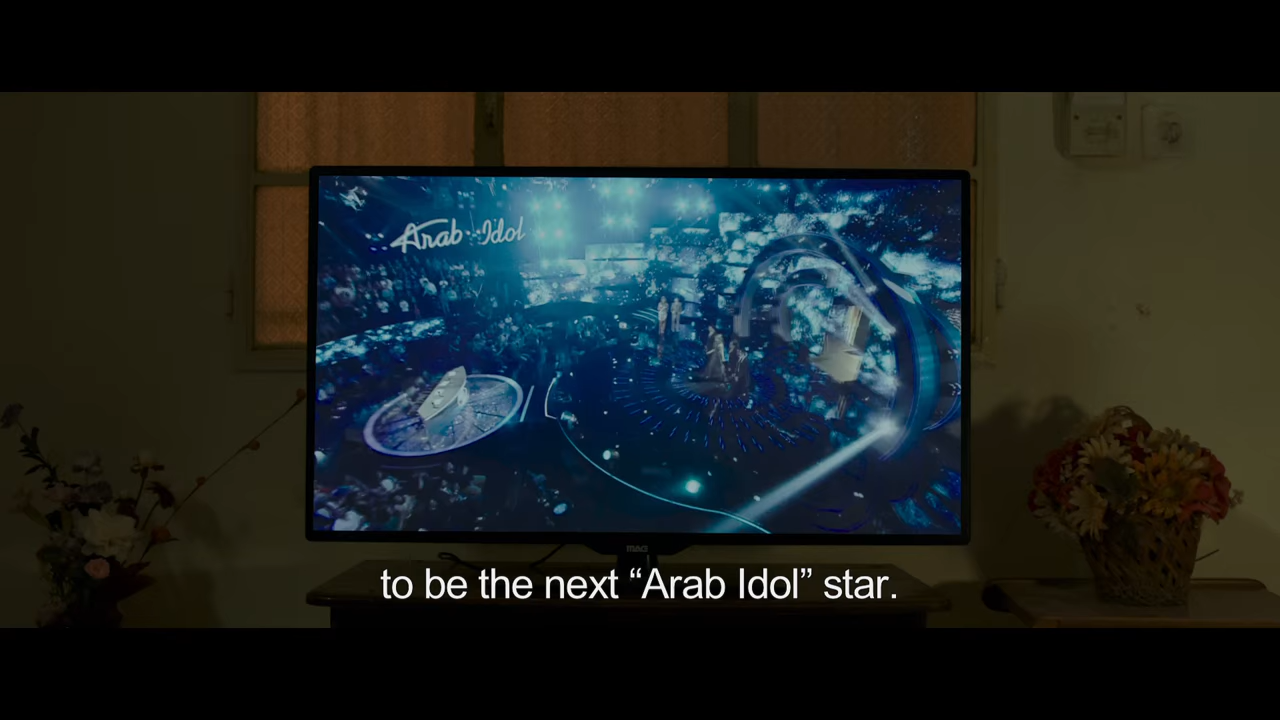 Arab Idol
to be the next “Arab Idol” star.